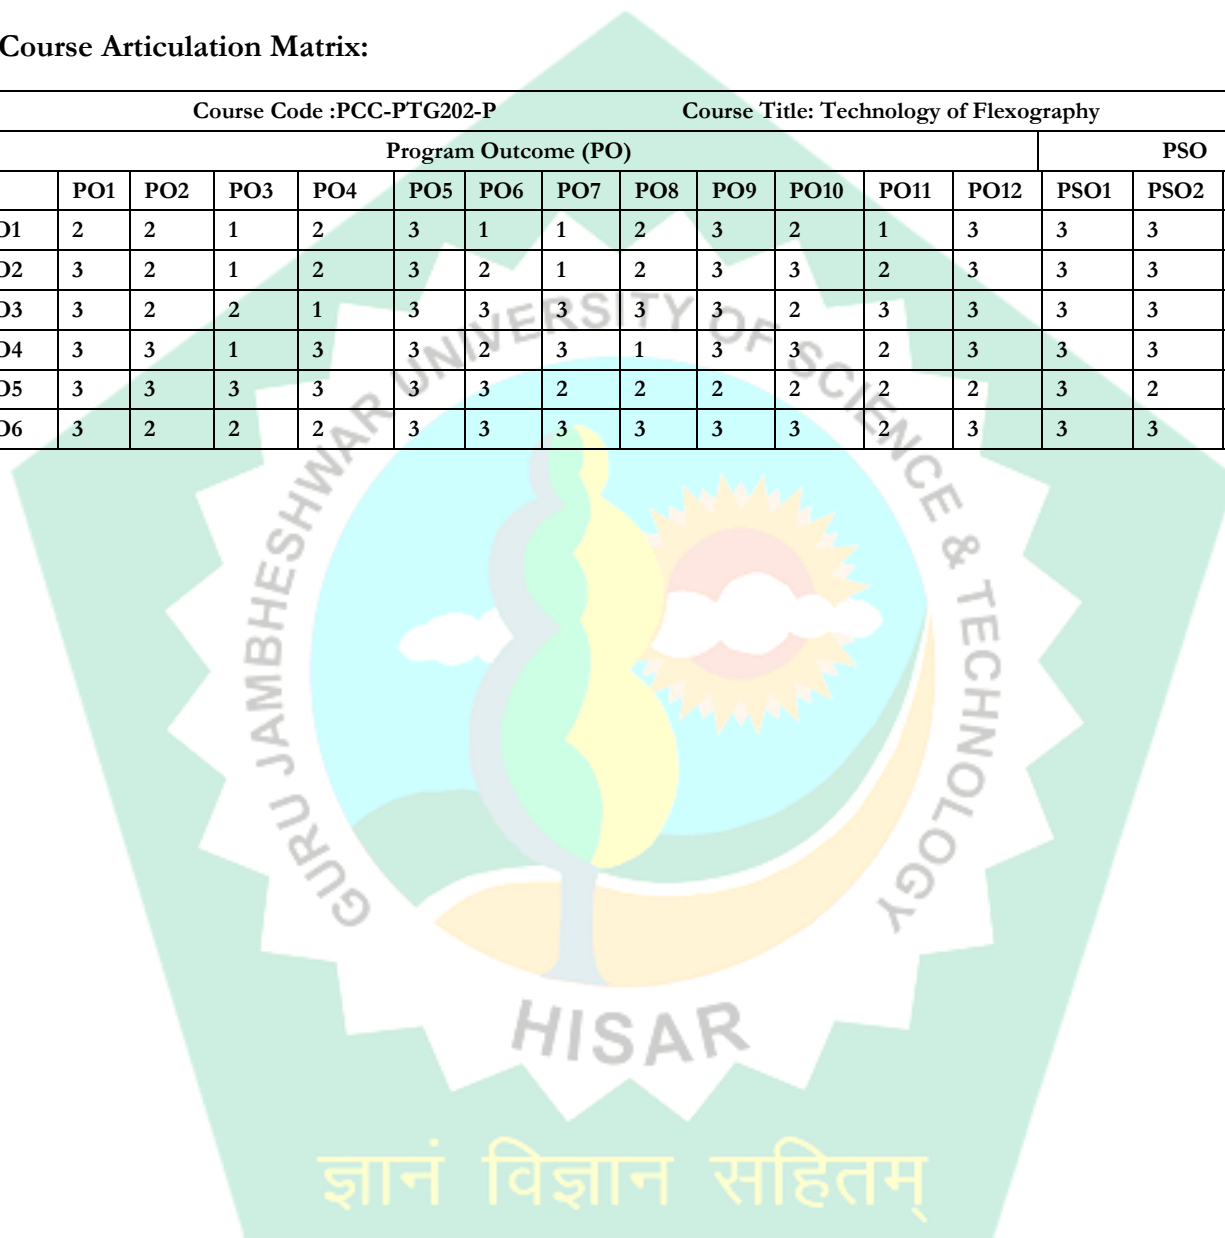 Course Articulation Matrix:
Course Code :PCC-PTG202-P Course Title: Technology of Flexography
Program Outcome (PO) PSO
PO1 PO2 PO3 PO4 PO5 PO6 PO7 PO8 PO9 PO10 PO11 PO12 PSO1 PSO2
O1 2 2 1 2 3 1 1 2 3 2 1 3 3 3
O2 3 2 1 2 3 2 1 2 3 3 2 3 3 3
O3 3 2 2 1 3 3 3 3 3 2 3 3 3 3
O4 3 3 1 3 3 2 3 1 3 3 2 3 3 3
O5 3 3 3 3 3 3 2 2 2 2 2 2 3 2
O6 3 2 2 2 3 3 3 3 3 3 2 3 3 3
GURU JAMBHESHWAR UNIVERSITY OF SCIENCE & TECHNOLOGY
HISAR
ज्ञानं विज्ञान सहितम्